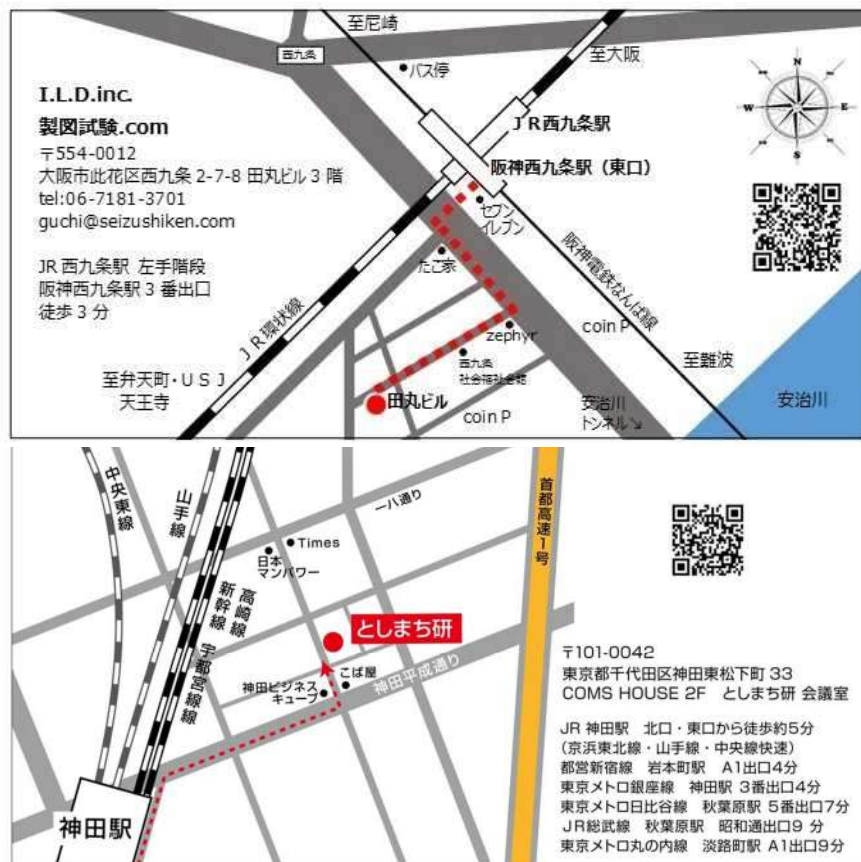 至尼崎
西九条
バス停
至大阪
I.L.D.inc.
製図試験.com
〒554-0012
大阪市此花区西九条 2-7-8 田丸ビル 3 階
tel:06-7181-3701
guchi@seizushiken.com
JR 西九条駅 左手階段
阪神西九条駅 3 番出口
徒歩 3 分
ＪＲ西九条駅
阪神西九条駅（東口）
N
W
E
S
セブン
イレブン
たこ家
阪神電鉄なんば線
ＪＲ環状線
zephyr
coin P
西九条
社会福祉会館
至難波
至弁天町・ＵＳＪ
天王寺
田丸ビル
coin P
安治川
トンネル↘
安治川
中央東線
山手線
高崎線
新幹線
宇都宮線線
一八通り
Times
日本
マンパワー
首都高速1号
としまち研
こば屋
神田ビジネス
キューブ
神田平成通り
神田駅
〒101-0042
東京都千代田区神田東松下町 33
COMS HOUSE 2F　としまち研 会議室
JR 神田駅　北口・東口から徒歩約5分
(京浜東北線・山手線・中央線快速）
都営新宿線　岩本町駅　A1出口4分
東京メトロ銀座線　神田駅 3番出口4分
東京メトロ日比谷線　秋葉原駅 5番出口7分
ＪＲ総武線　秋葉原駅　昭和通出口9 分
東京メトロ丸の内線　淡路町駅 A1出口9分